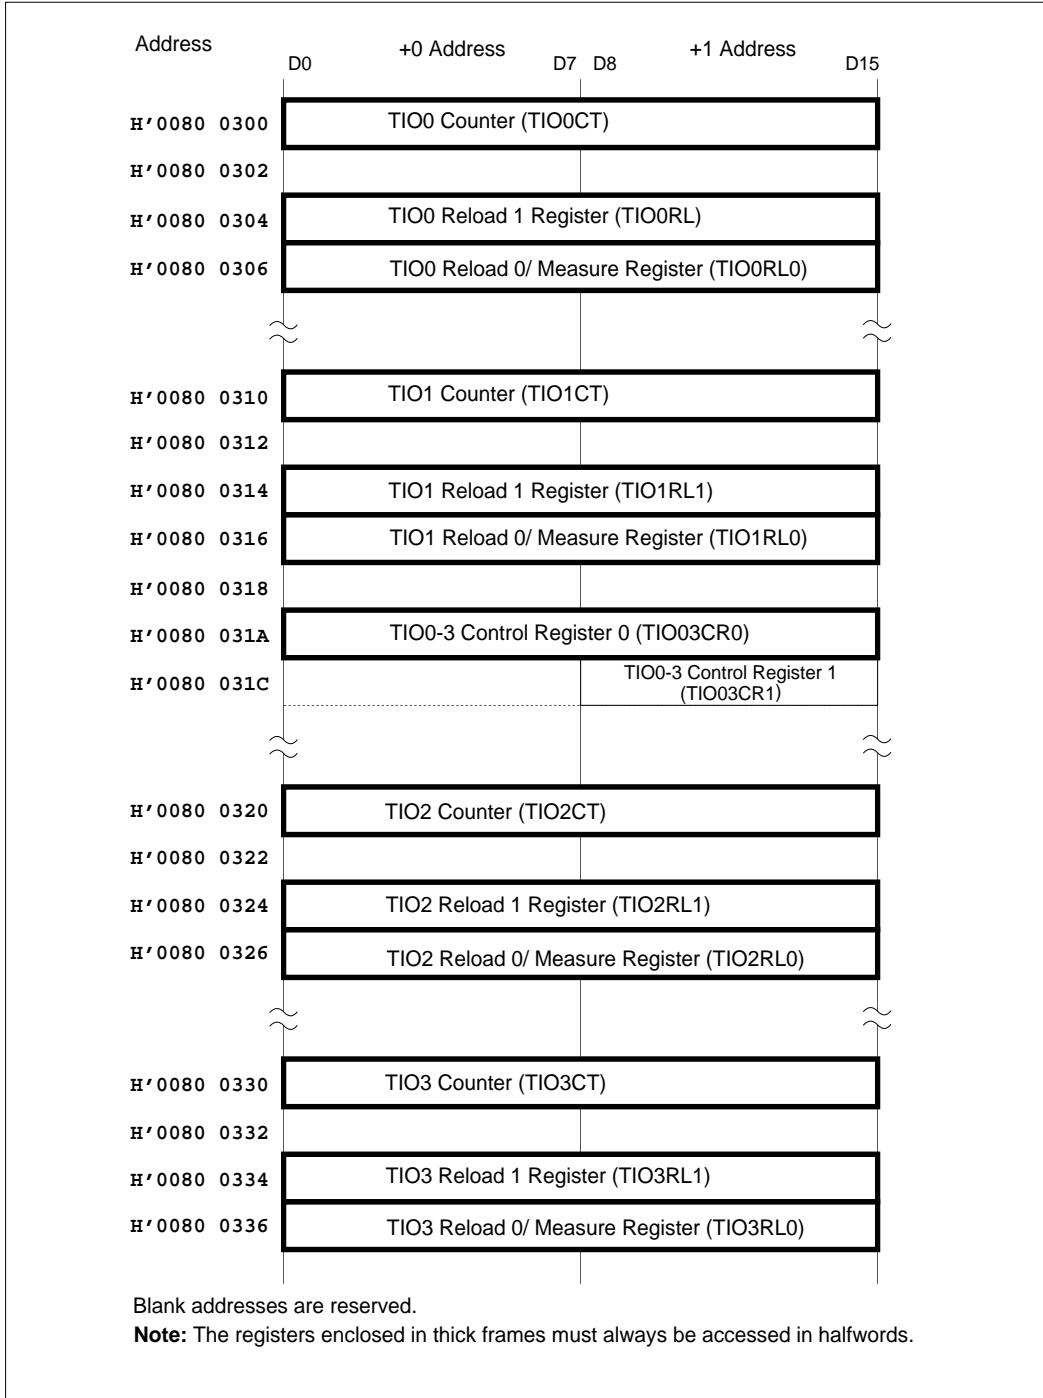 Address +0 Address +1 Address
D0 D7 D8 D15
H'0080 0300 TIO0 Counter (TIO0CT)
H'0080 0302
H'0080 0304 TIO0 Reload 1 Register (TIO0RL)
H'0080 0306 TIO0 Reload 0/ Measure Register (TIO0RL0)
H'0080 0310 TIO1 Counter (TIO1CT)
H'0080 0312
H'0080 0314 TIO1 Reload 1 Register (TIO1RL1)
H'0080 0316 TIO1 Reload 0/ Measure Register (TIO1RL0)
H'0080 0318
H'0080 031A TIO0-3 Control Register 0 (TIO03CR0)
H'0080 031C TIO0-3 Control Register 1
(TIO03CR1)
H'0080 0320 TIO2 Counter (TIO2CT)
H'0080 0322
H'0080 0324 TIO2 Reload 1 Register (TIO2RL1)
H'0080 0326 TIO2 Reload 0/ Measure Register (TIO2RL0)
H'0080 0330 TIO3 Counter (TIO3CT)
H'0080 0332
H'0080 0334 TIO3 Reload 1 Register (TIO3RL1)
H'0080 0336 TIO3 Reload 0/ Measure Register (TIO3RL0)
Blank addresses are reserved.
Note: The registers enclosed in thick frames must always be accessed in halfwords.